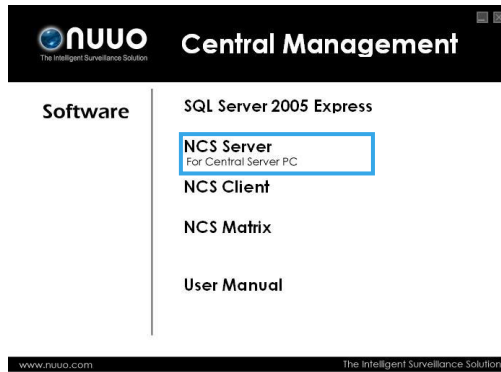 nuuo
The Intelligent Surveillance Solution
Central Management
Software
SQL Server 2005 Express
NCS Server
For Central Server PC
NCS Client
NCS Matrix
User Manual
www.nuuo.com
The Intelligent Surveillance Solution